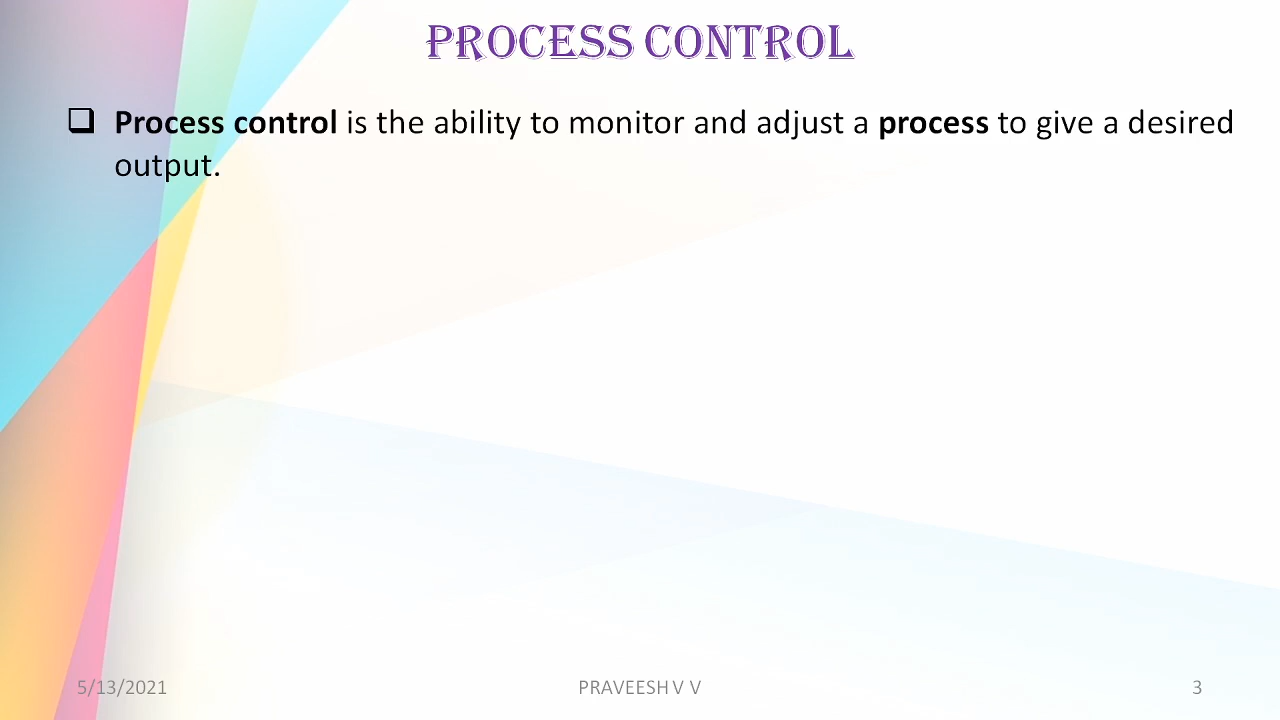 PROCESS CONTROL
❑ Process control is the ability to monitor and adjust a process to give a desired
output.
5/13/2021 PRAVEESH V V 3